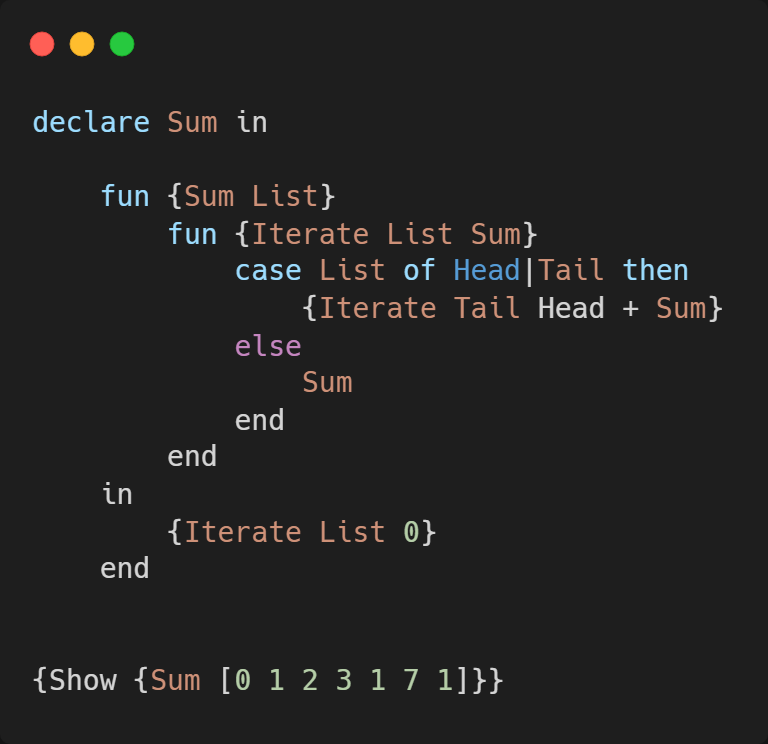 declare Sum in
fun {Sum List}
fun {Iterate List Sum}
case List of Head|Tail then
{Iterate Tail Head + Sum}
else
Sum
end
end
in
{Iterate List 0}
end
{Show {Sum [0 1 2 3 1 7 1]}}